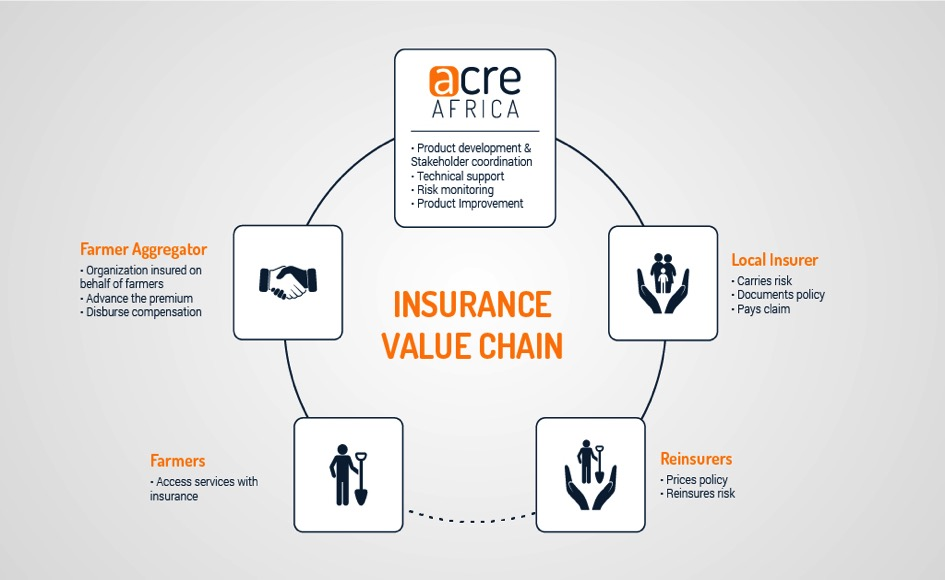 acre
AFRICA
• Product development &
Stakeholder coordination
• Technical support
• Risk monitoring
• Product Improvement
Farmer Aggregator
• Organization insured on
behalf of farmers
• Advance the premium
• Disburse compensation
Local Insurer
• Carries risk
• Documents policy
• Pays claim
INSURANCE
VALUE CHAIN
Farmers
• Access services with
insurance
Reinsurers
• Prices policy
• Reinsures risk